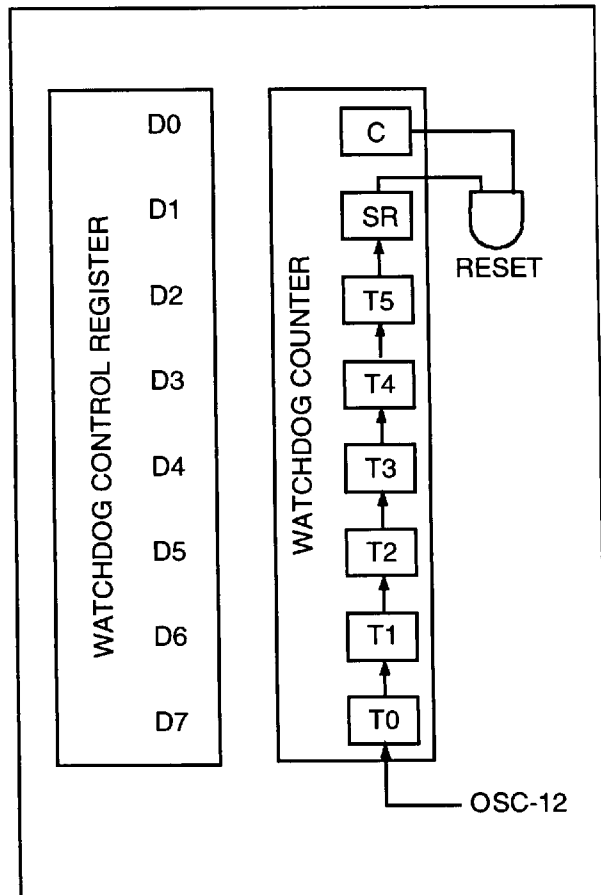 WATCHDOG CONTROL REGISTER
D0
D1
D2
D3
D4
D5
D6
D7
WATCHDOG COUNTER
C
SR
T5
T4
T3
T2
T1
T0
RESET
OSC-12